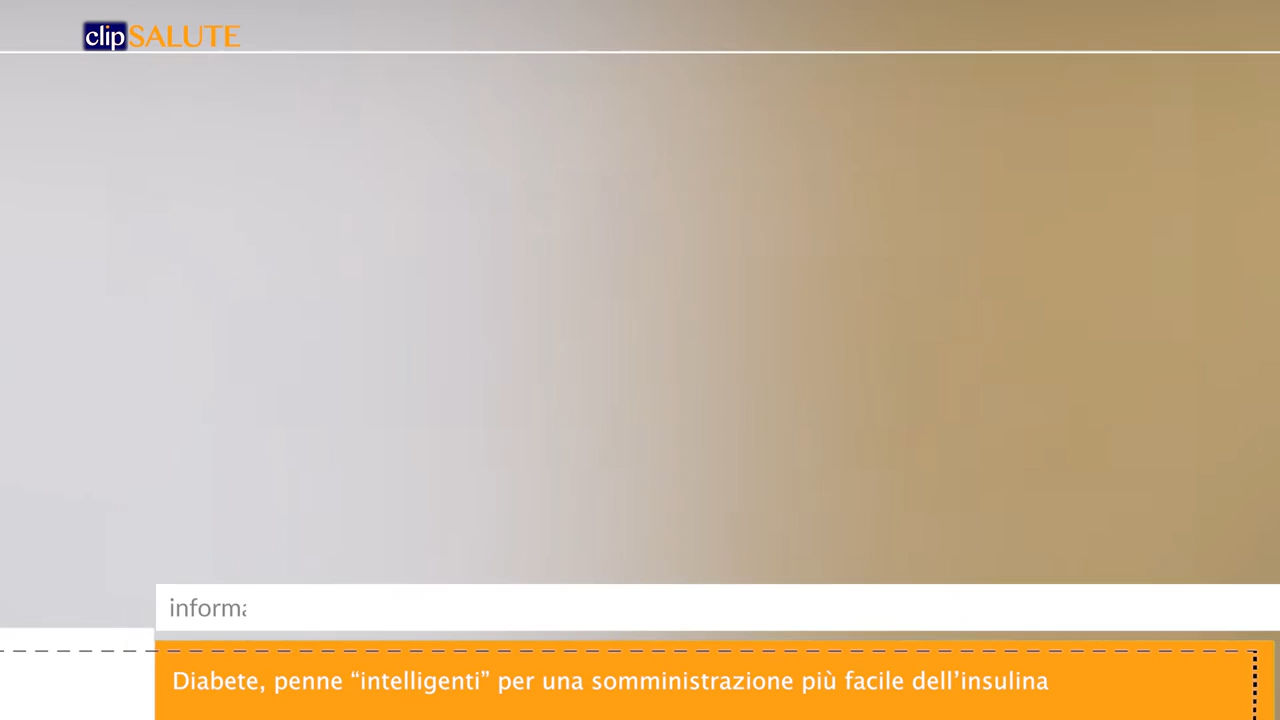 clipSALUTE
Diabete, penne “intelligenti” per una somministrazione più facile dell’insulina